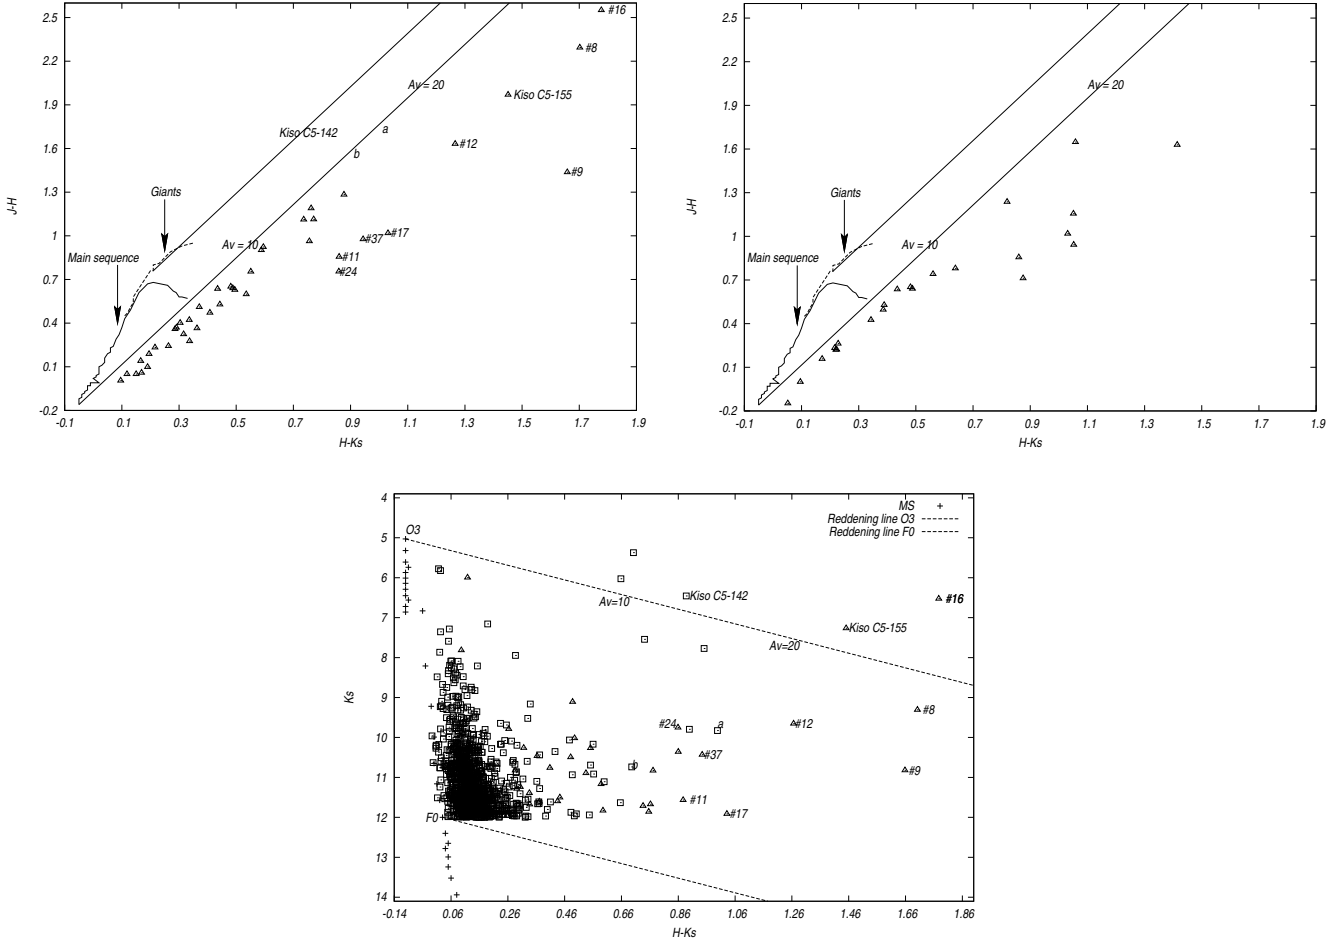 2.5
2.2
1.9
1.6
1.3
1
0.7
0.4
0.1
-0.2
J-H
-0.1 0.1 0.3 0.5 0.7 0.9 1.1 1.3 1.5 1.7 1.9
H-Ks
#16
#8
Av = 20
Kiso C5-155
Kiso C5-142
a
b
#12
#9
Giants
Main sequence
Av = 10
#37
#17
#11
#24
2.5
2.2
1.9
1.6
1.3
1
0.7
0.4
0.1
-0.2
J-H
-0.1 0.1 0.3 0.5 0.7 0.9 1.1 1.3 1.5 1.7 1.9
H-Ks
Av = 20
Giants
Main sequence
Av = 10
4
5
6
7
8
9
10
11
12
13
14
Ks
-0.14 0.06 0.26 0.46 0.66 0.86 1.06 1.26 1.46 1.66 1.86
H-Ks
MS
Reddening line O3
Reddening line F0
O3
Av=10
Kiso C5-142
#16
Kiso C5-155
Av=20
#8
#24
a
#12
#37
b
#9
#11
#17
F0